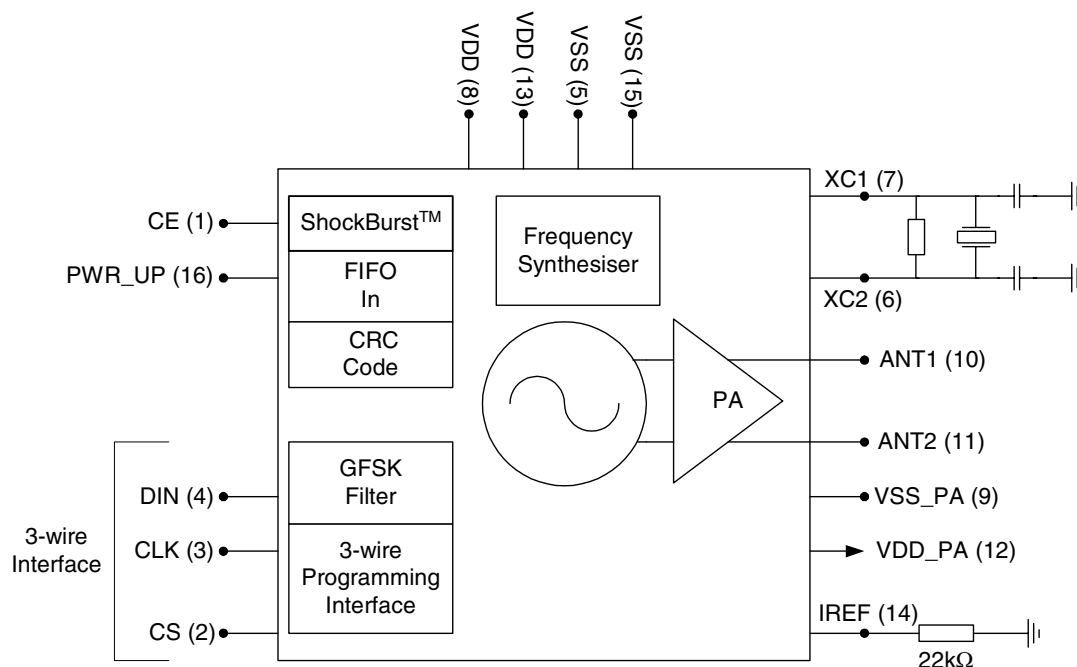 VDD (8)
VDD (13)
VSS (5)
VSS (15)
CE (1)
PWR_UP (16)
ShockBurst™
FIFO
In
CRC
Code
Frequency
Synthesiser
XC1 (7)
XC2 (6)
PA
ANT1 (10)
ANT2 (11)
VSS_PA (9)
VDD_PA (12)
IREF (14)
22kΩ
3-wire
Interface
DIN (4)
CLK (3)
CS (2)
GFSK
Filter
3-wire
Programming
Interface